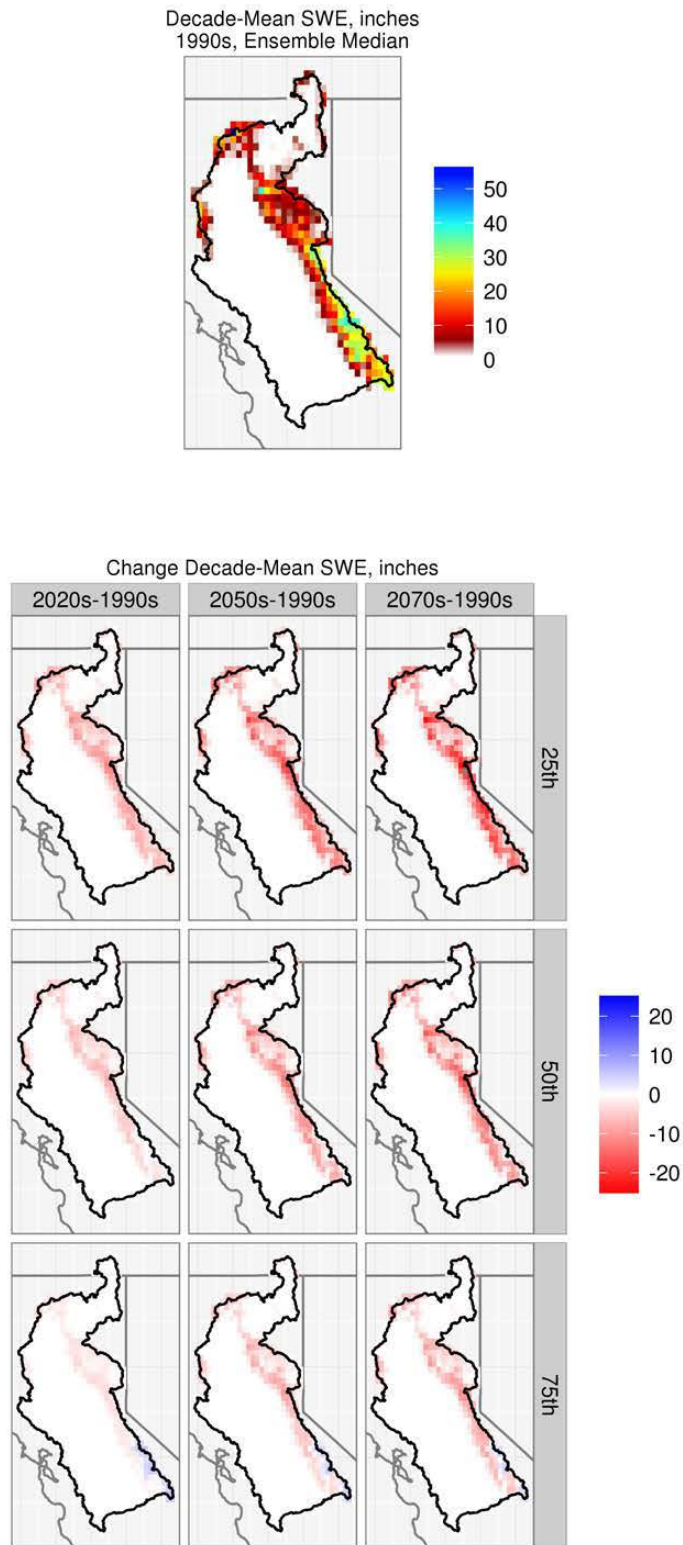 Decade-Mean SWE, inches
1990s, Ensemble Median
50
40
30
20
10
0
Change Decade-Mean SWE, inches
2020s-1990s 2050s-1990s 2070s-1990s
25th
50th
20
10
0
-10
-20
75th